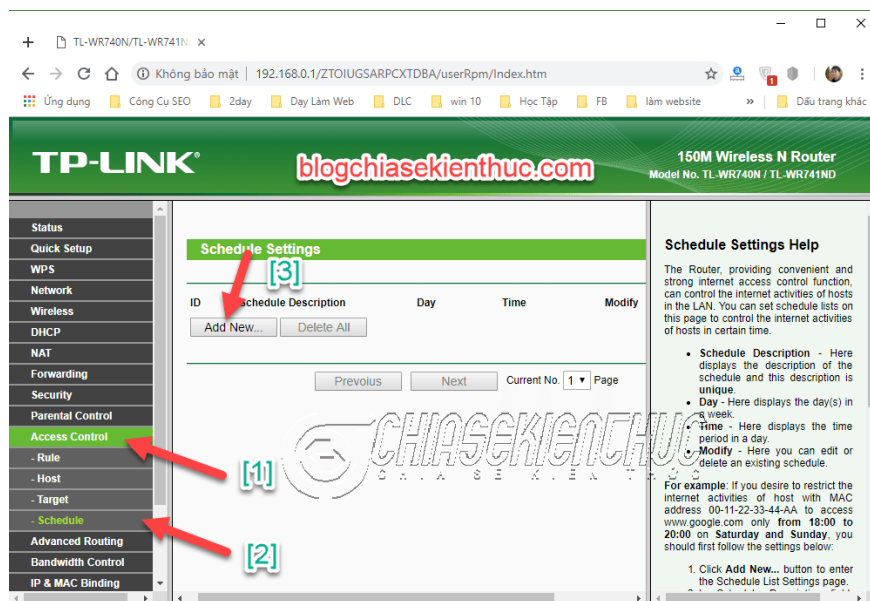 TL-WR740N/TL-WR741N
Không bảo mật | 192.168.0.1/ZTOIUGSARPCXTDBA/userRpm/Index.htm
1
Ứng dụng
Công Cụ SEO
2day
Dạy Làm Web
DLC
win 10
Học Tập
FB
làm website
»
Dấu trang khác
TP-LINK®
blogchiasekienthuc.com
150M Wireless N Router
Model No. TL-WR740N / TL-WR741ND
Status
Quick Setup
WPS
Network
Wireless
DHCP
NAT
Forwarding
Security
Parental Control
Access Control
- Rule
- Host
- Target
- Schedule
Advanced Routing
Bandwidth Control
IP & MAC Binding
[1]
[2]
Schedule Settings
[3]
ID Schedule Description Day Time Modify
Add New... Delete All
Prevoius Next Current No. 1 Page
CHIASEKIENTHUC
CHIA SE KIEN THUC
Schedule Settings Help
The Router, providing convenient and
strong internet access control function,
can control the internet activities of hosts
in the LAN. You can set schedule lists on
this page to control the internet activities
of hosts in certain time.
• Schedule Description - Here
displays the description of the
schedule and this description is
unique.
• Day - Here displays the day(s) in
a week.
• Time - Here displays the time
period in a day.
• Modify - Here you can edit or
delete an existing schedule.
For example: If you desire to restrict the
internet activities of host with MAC
address 00-11-22-33-44-AA to access
www.google.com only from 18:00 to
20:00 on Saturday and Sunday, you
should first follow the settings below:
1. Click Add New... button to enter
the Schedule List Settings page.